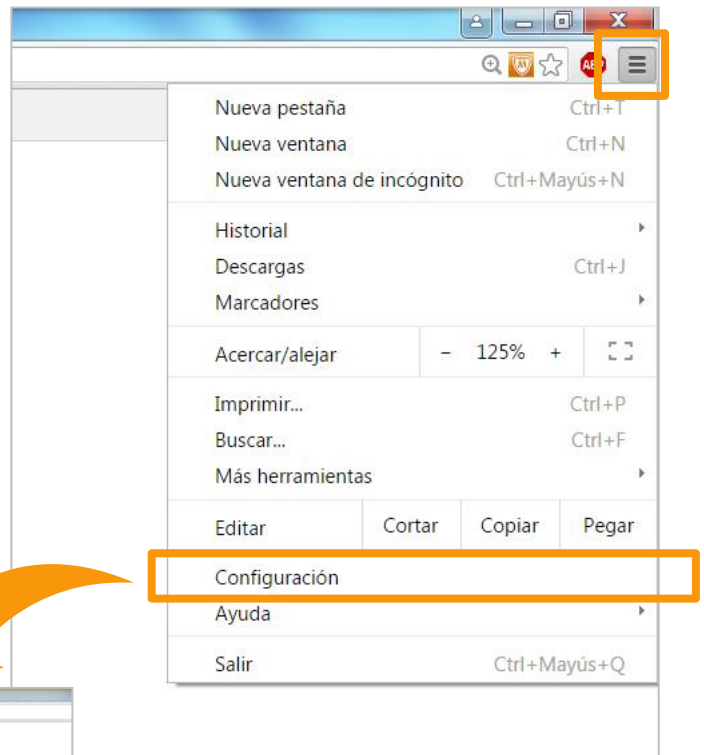 Nueva pestaña Ctrl+T
Nueva ventana Ctrl+N
Nueva ventana de incógnito Ctrl+Mayús+N
Historial
Descargas Ctrl+J
Marcadores
Acercar/alejar - 125% +
Imprimir... Ctrl+P
Buscar... Ctrl+F
Más herramientas
Editar Cortar Copiar Pegar
Configuración
Ayuda
Salir Ctrl+Mayús+Q